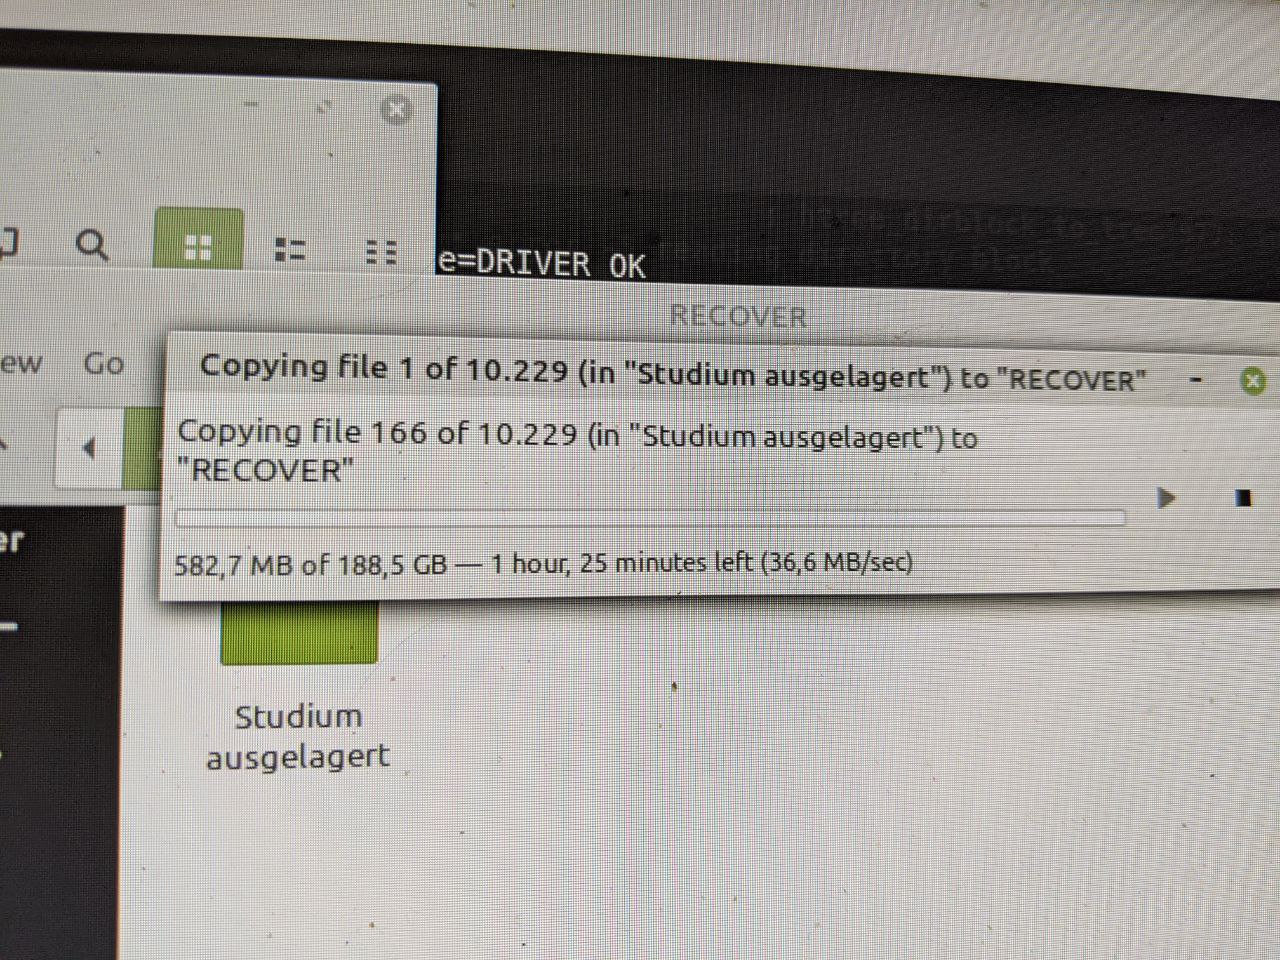 e=DRIVER OK
RECOVER
ew Go
Copying file 1 of 10.229 (in "Studium ausgelagert") to "RECOVER"
Copying file 166 of 10.229 (in "Studium ausgelagert") to
"RECOVER"
er
582,7 MB of 188,5 GB — 1 hour, 25 minutes left (36,6 MB/sec)
Studium
ausgelagert